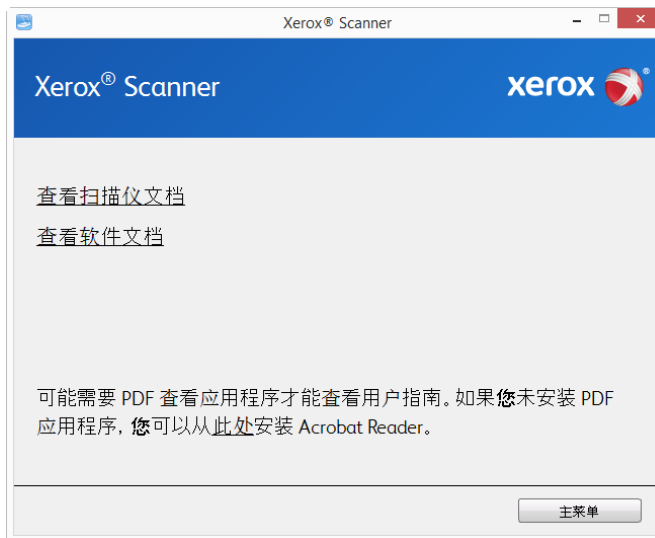 Xerox® Scanner
Xerox® Scanner
xerox®
查看扫描仪文档
查看软件文档
可能需要 PDF 查看应用程序才能查看用户指南。如果您未安装 PDF
应用程序，您可以从此处安装 Acrobat Reader。
主菜单